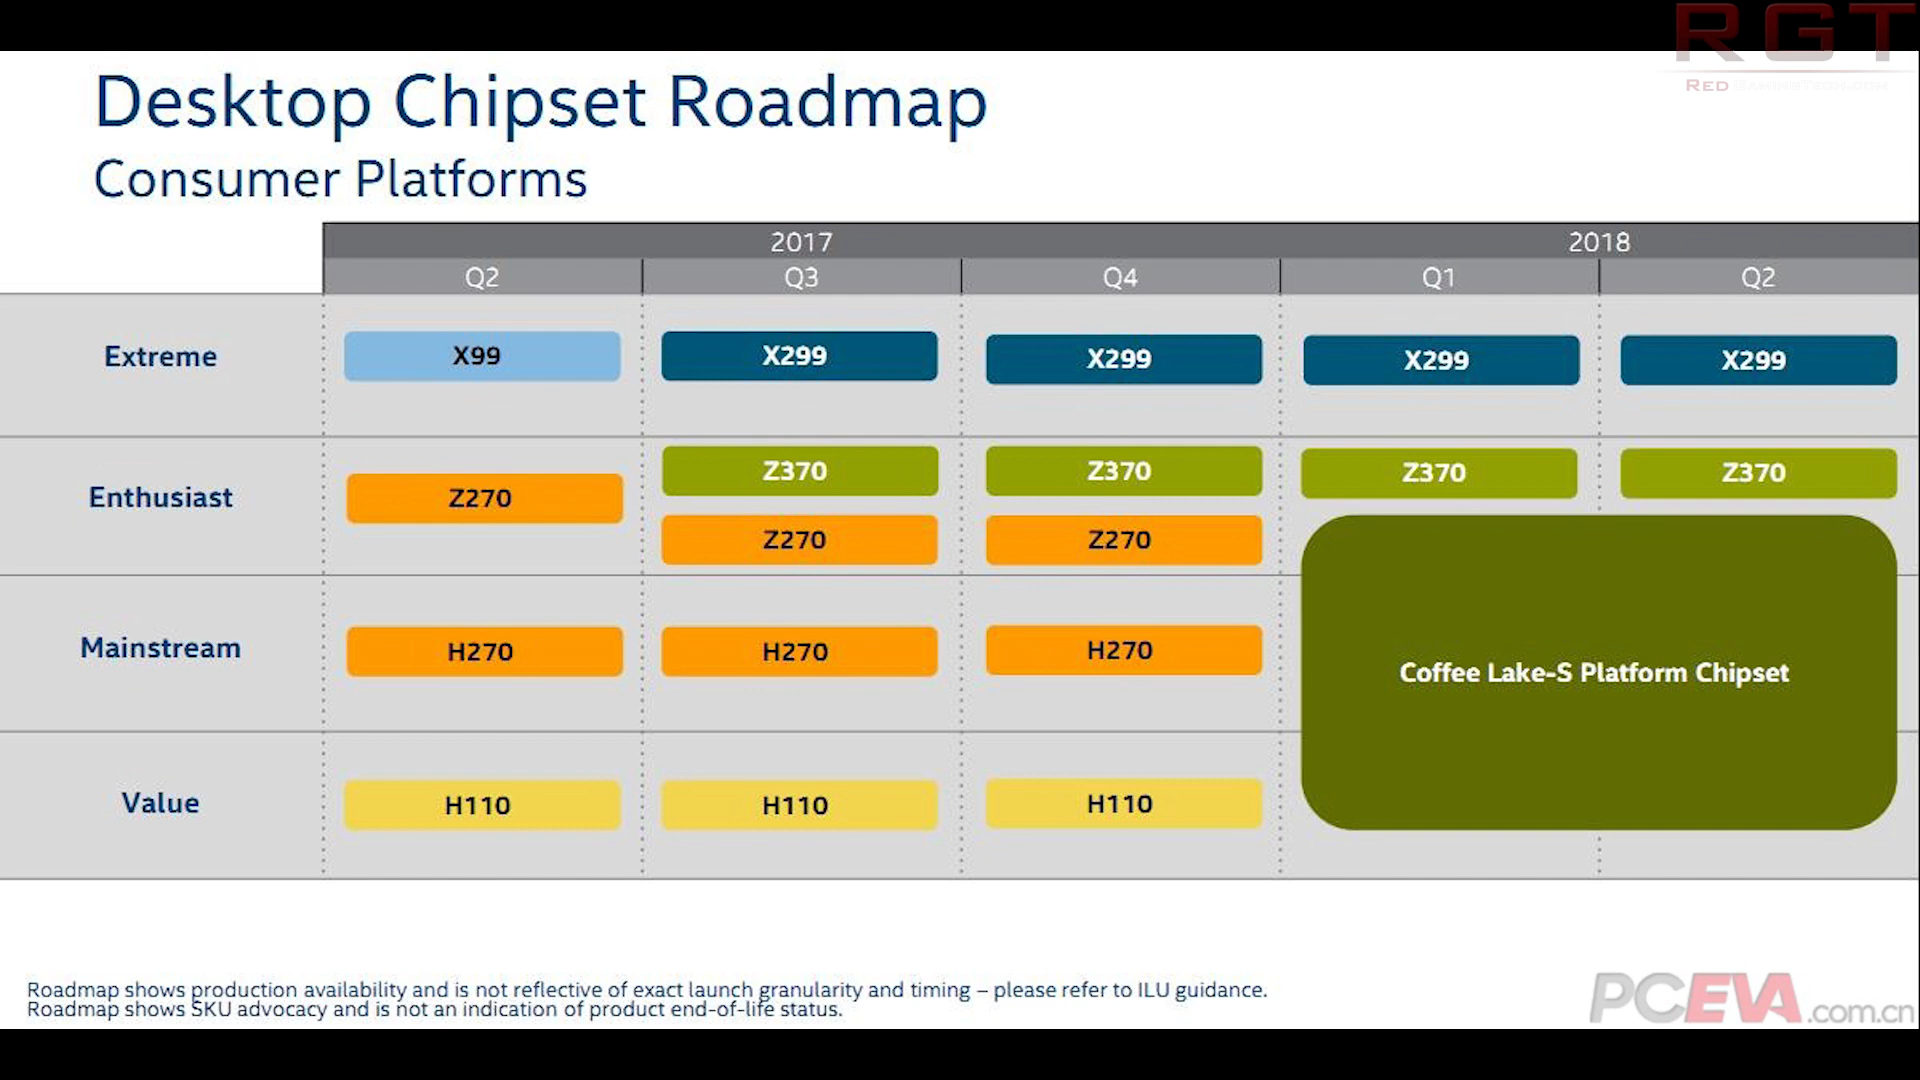 RGT
RED
Desktop Chipset Roadmap
Consumer Platforms
2017 2018
Q2 Q3 Q4 Q1 Q2
Extreme X99 X299 X299 X299 X299
Z370 Z370 Z370 Z370
Enthusiast Z270
Z270 Z270
Mainstream H270 H270 H270
Coffee Lake-S Platform Chipset
Value H110 H110 H110
Roadmap shows production availability and is not reflective of exact launch granularity and timing – please refer to ILU guidance.
Roadmap shows SKU advocacy and is not an indication of product end-of-life status.
PCEVA.com.cn